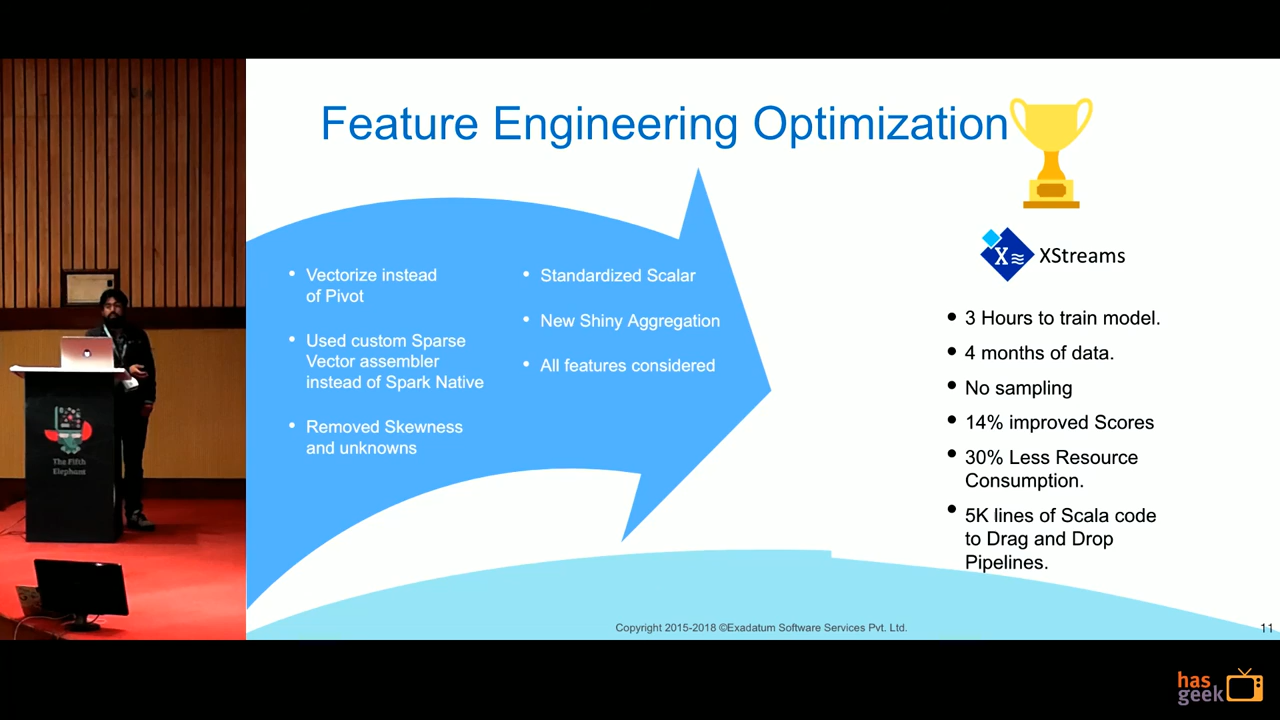 Feature Engineering Optimization
Vectorize instead
of Pivot
Used custom Sparse
Vector assembler
instead of Spark Native
Removed Skewness
and unknowns
Standardized Scalar
New Shiny Aggregation
All features considered
X
XStreams
3 Hours to train model.
4 months of data.
No sampling
14% improved Scores
30% Less Resource
Consumption.
5K lines of Scala code
to Drag and Drop
Pipelines.
The Fifth
Elephant
Copyright 2015-2018 ©Exadatum Software Services Pvt. Ltd.
11
has
geek